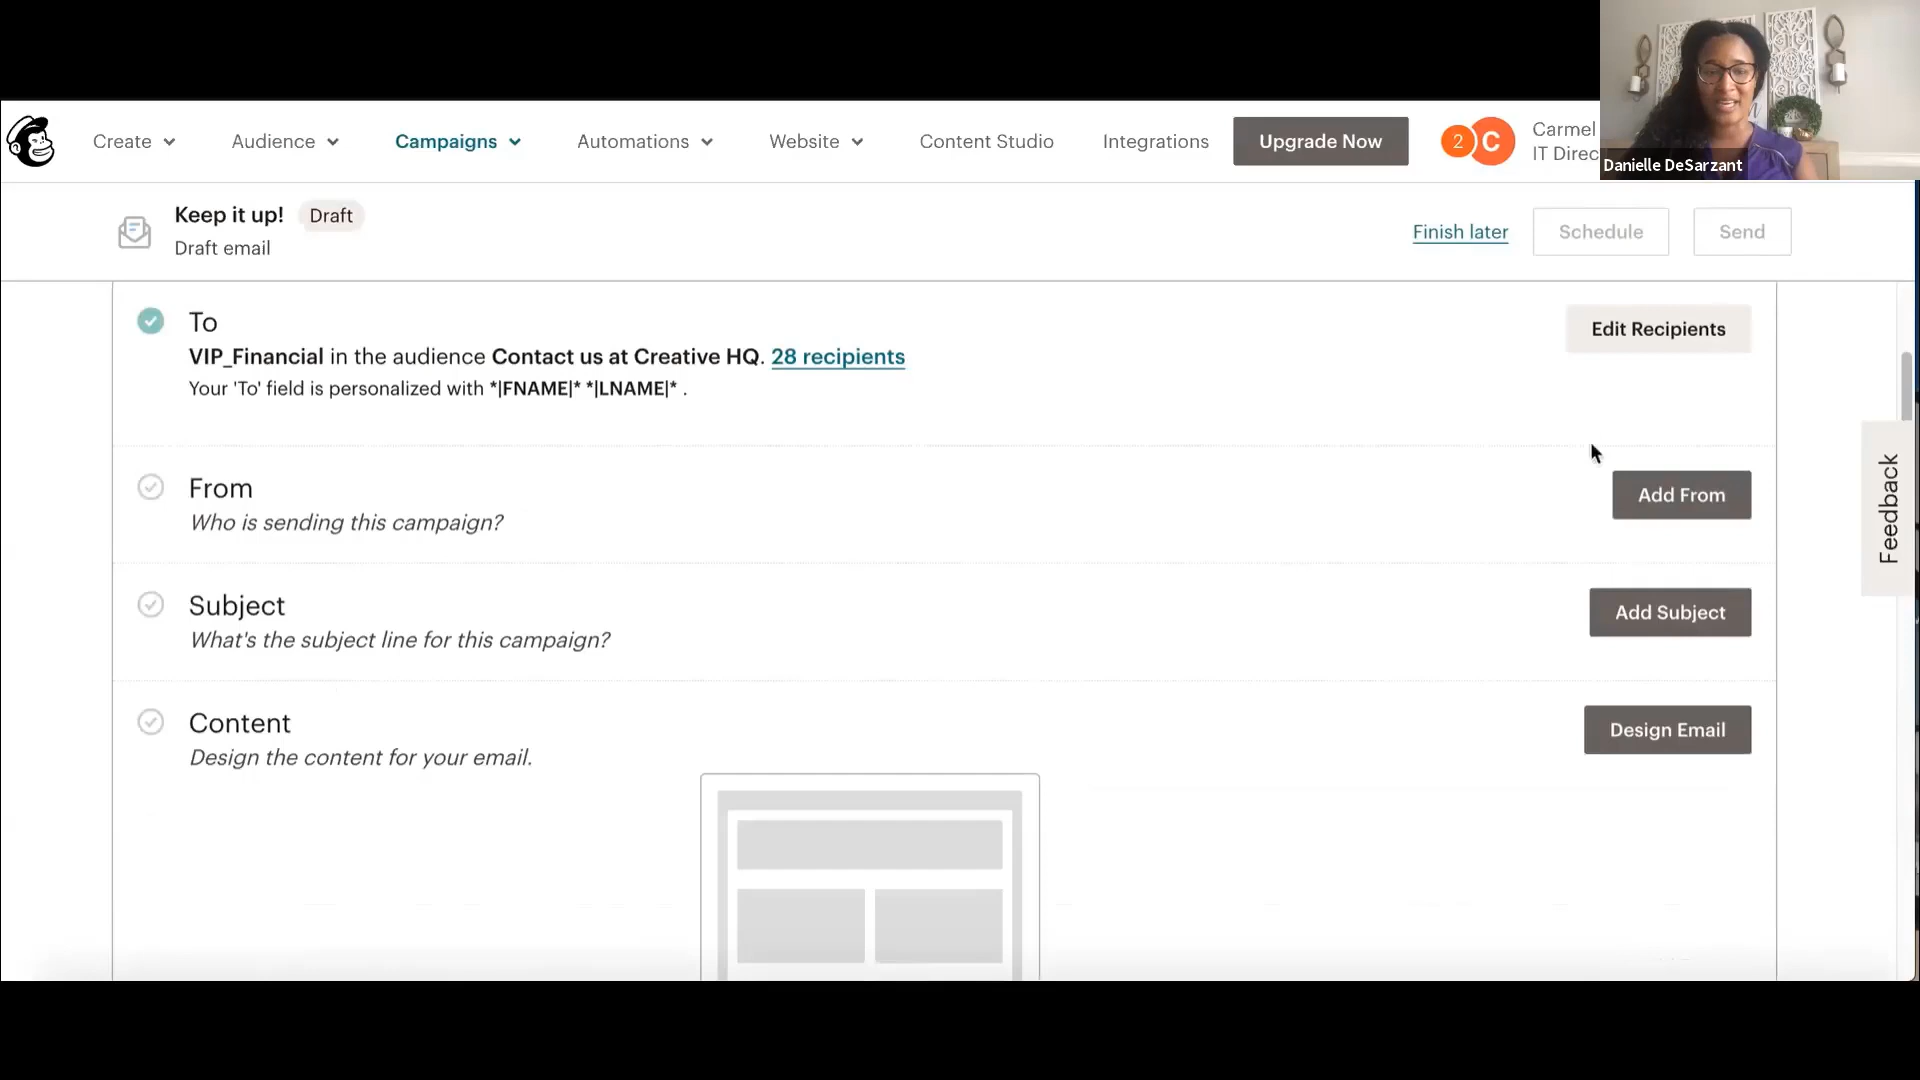 Create
Audience
Campaigns
Automations
Website
Content Studio
Integrations
Upgrade Now
2
C
Carmel
IT Direc
Danielle DeSarzant
Keep it up!
Draft
Draft email
Finish later
Schedule
Send
To
VIP_Financial in the audience Contact us at Creative HQ. 28 recipients
Your 'To' field is personalized with *|FNAME|* *|LNAME|* .
Edit Recipients
From
Who is sending this campaign?
Add From
Feedback
Subject
What's the subject line for this campaign?
Add Subject
Content
Design the content for your email.
Design Email